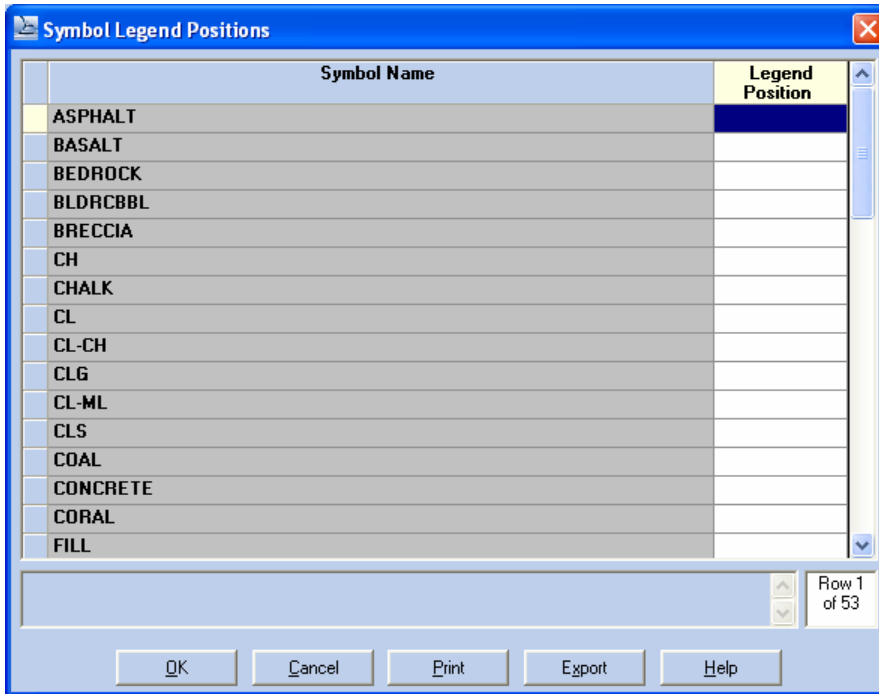 Symbol Legend Positions
Symbol Name
Legend
Position
ASPHALT
BASALT
BEDROCK
BLDRCBBL
BRECCIA
CH
CHALK
CL
CL-CH
CLG
CL-ML
CLS
COAL
CONCRETE
CORAL
FILL
Row 1
of 53
OK Cancel Print Export Help